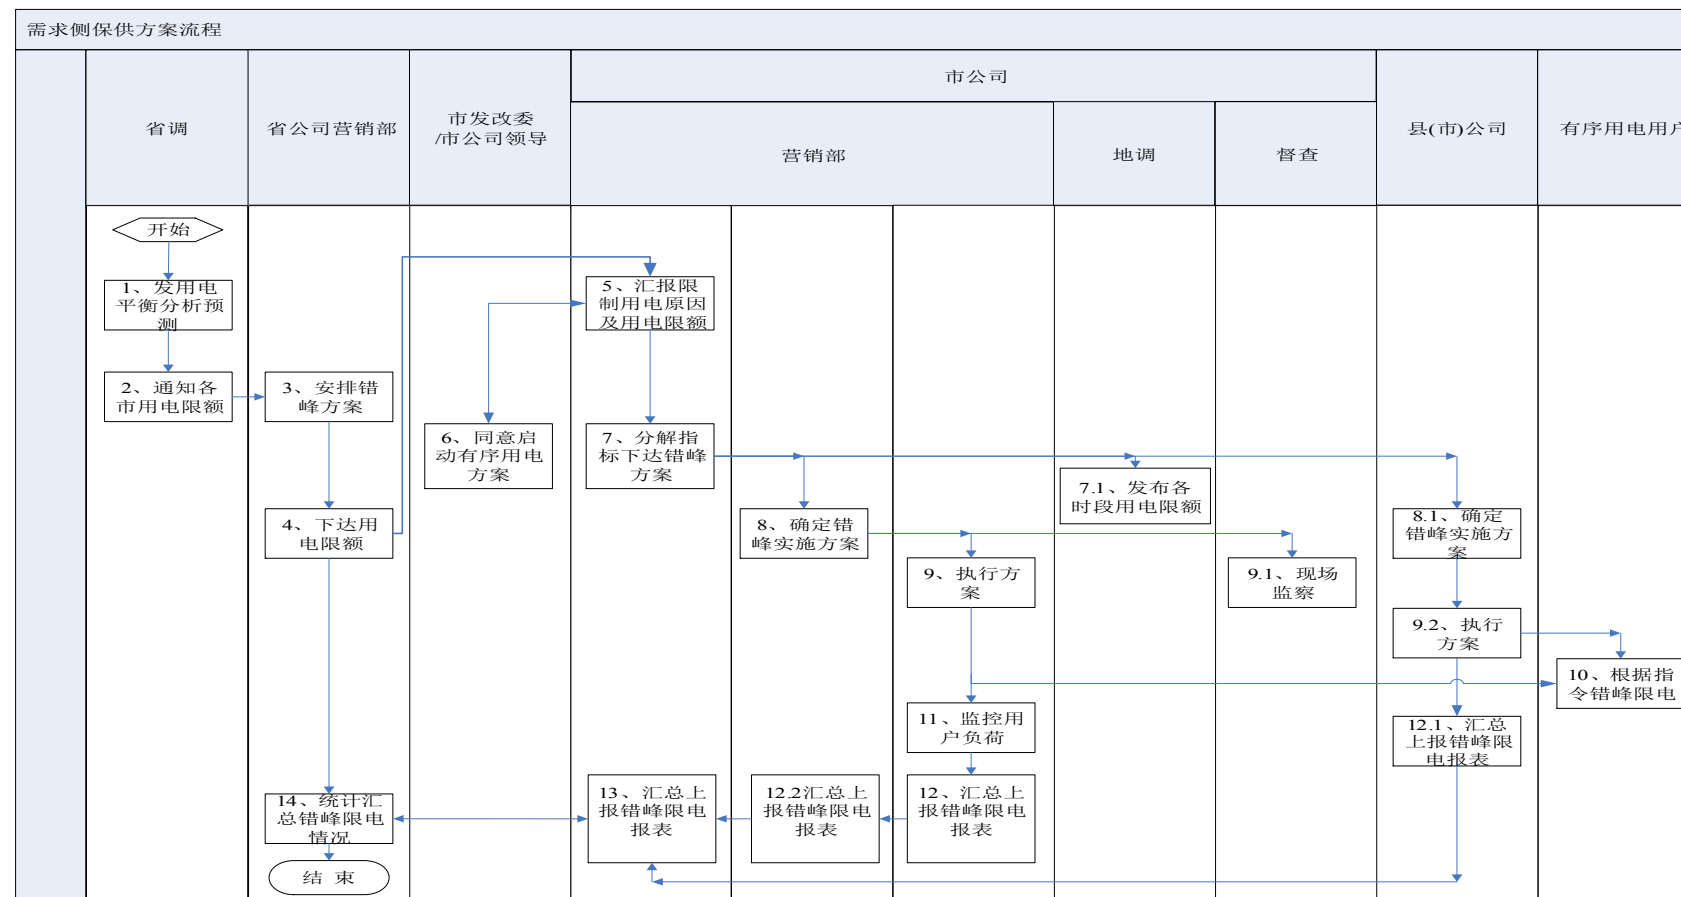 需求侧保供方案流程
省调
省公司营销部
市发改委
/市公司领导
市公司
营销部
地调
督查
县(市)公司
有序用电用户
开始
1、发用电
平衡分析预
测
2、通知各
市用电限额
3、安排错
峰方案
4、下达用
电限额
5、汇报限
制用电原因
及用电限额
6、同意启
动有序用电
方案
7、分解指
标下达错峰
方案
7.1、发布各
时段用电限额
8、确定错
峰实施方案
8.1、确定
错峰实施方
案
9、执行方
案
9.1、现场
监察
9.2、执行
方案
10、根据指
令错峰限电
11、监控用
户负荷
12.1、汇总
上报错峰限
电报表
14、统计汇
总错峰限电
情况
13、汇总上
报错峰限电
报表
12.2汇总上
报错峰限电
报表
12、汇总上
报错峰限电
报表
结 束